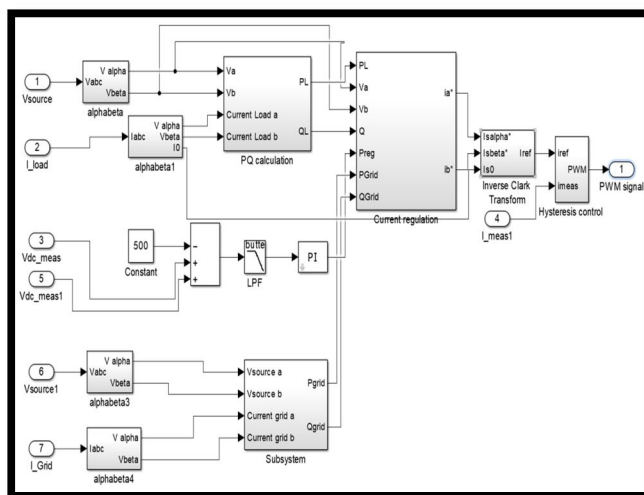 1
Vsource
Vabc
V alpha
Vbeta
alphabeta
2
I_load
Iabc
V alpha
Vbeta
I0
alphabeta1
Va
Vb
Current Load a
Current Load b
PL
QL
PQ calculation
PL
Va
Vb
Q
Preg
PGrid
QGrid
ia*
ib*
Current regulation
Isalpha*
Isbeta*
Is0
Iref
Inverse Clark
Transform
iref
PWM
imeas
Hysteresis control
1
PWM signal
4
I_meas1
3
Vdc_meas
5
Vdc_meas1
500
Constant
butte
LPF
PI
6
Vsource1
Vabc
V alpha
Vbeta
alphabeta3
7
I_Grid
Iabc
V alpha
Vbeta
alphabeta4
Vsource a
Vsource b
Current grid a
Current grid b
Pgrid
Qgrid
Subsystem